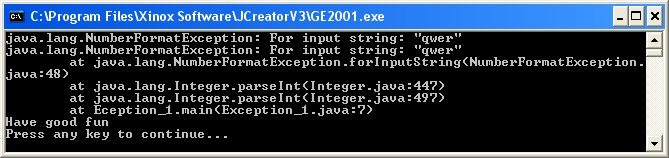 C:\Program Files\Xinox Software\JCreatorV3\GE2001.exe
java.lang.NumberFormatException: For input string: "qwer"
java.lang.NumberFormatException: For input string: "qwer"
at java.lang.NumberFormatException.forInputString(NumberFormatException.
java:48)
at java.lang.Integer.parseInt(Integer.java:447)
at java.lang.Integer.parseInt(Integer.java:497)
at Eception_1.main(Exception_1.java:7)
Have good fun
Press any key to continue...